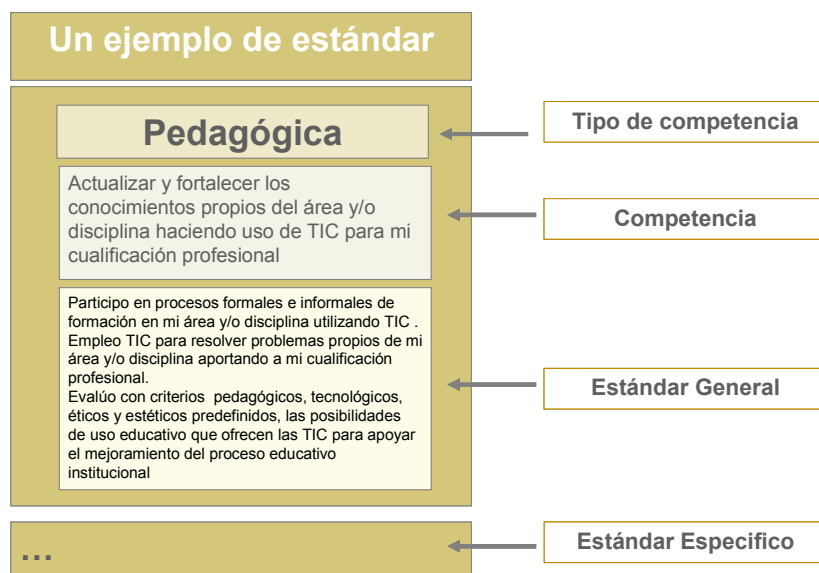 Un ejemplo de estándar
Pedagógica
Tipo de competencia
Actualizar y fortalecer los
conocimientos propios del área y/o
disciplina haciendo uso de TIC para mi
cualificación profesional
Competencia
Participo en procesos formales e informales de
formación en mi área y/o disciplina utilizando TIC .
Empleo TIC para resolver problemas propios de mi
área y/o disciplina aportando a mi cualificación
profesional.
Evalúo con criterios  pedagógicos, tecnológicos,
éticos y estéticos predefinidos, las posibilidades
de uso educativo que ofrecen las TIC para apoyar
el mejoramiento del proceso educativo
institucional
Estándar General
...
Estándar Especifico